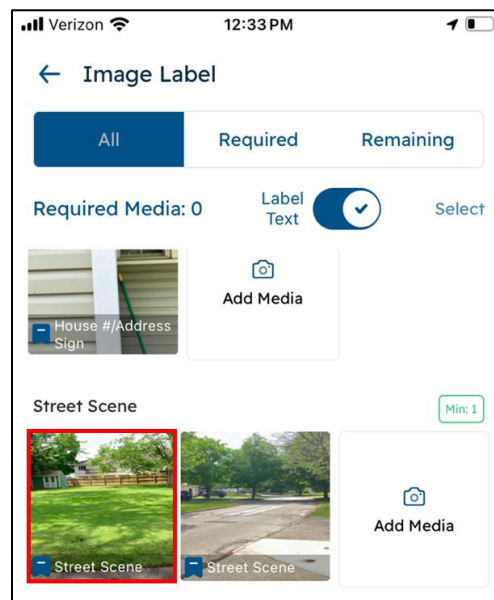 Verizon 12:33 PM
Image Label
All Required Remaining
Required Media: 0 Label Text Select
Add Media
House #/Address
Sign
Street Scene Min: 1
Add Media
Street Scene Street Scene